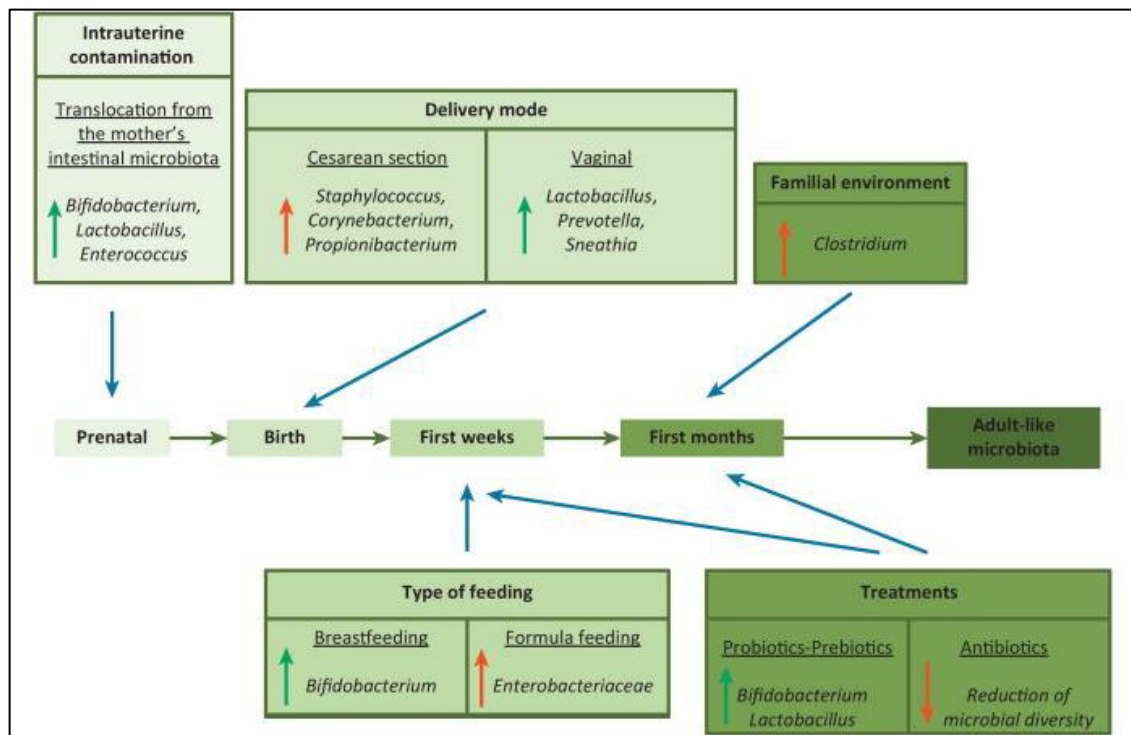 Intrauterine
contamination
Translocation from
the mother's
intestinal microbiota
Bifidobacterium,
Lactobacillus,
Enterococcus
Delivery mode
Cesarean section
Staphylococcus,
Corynebacterium,
Propionibacterium
Vaginal
Lactobacillus,
Prevotella,
Sneathia
Familial environment
Clostridium
Prenatal
Birth
First weeks
First months
Adult-like
microbiota
Type of feeding
Breastfeeding
Bifidobacterium
Formula feeding
Enterobacteriaceae
Treatments
Probiotics-Prebiotics
Bifidobacterium
Lactobacillus
Antibiotics
Reduction of
microbial diversity